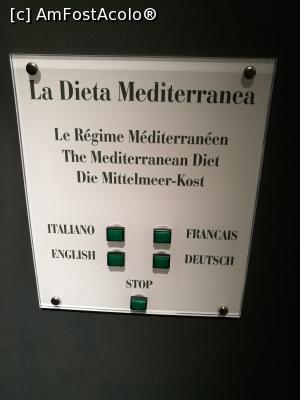 [c] AmFostAcolo®
La Dieta Mediterranea
Le Régime Méditerranéen
The Mediterranean Diet
Die Mittelmeer-Kost
ITALIANO FRANCAIS
ENGLISH DEUTSCH
STOP